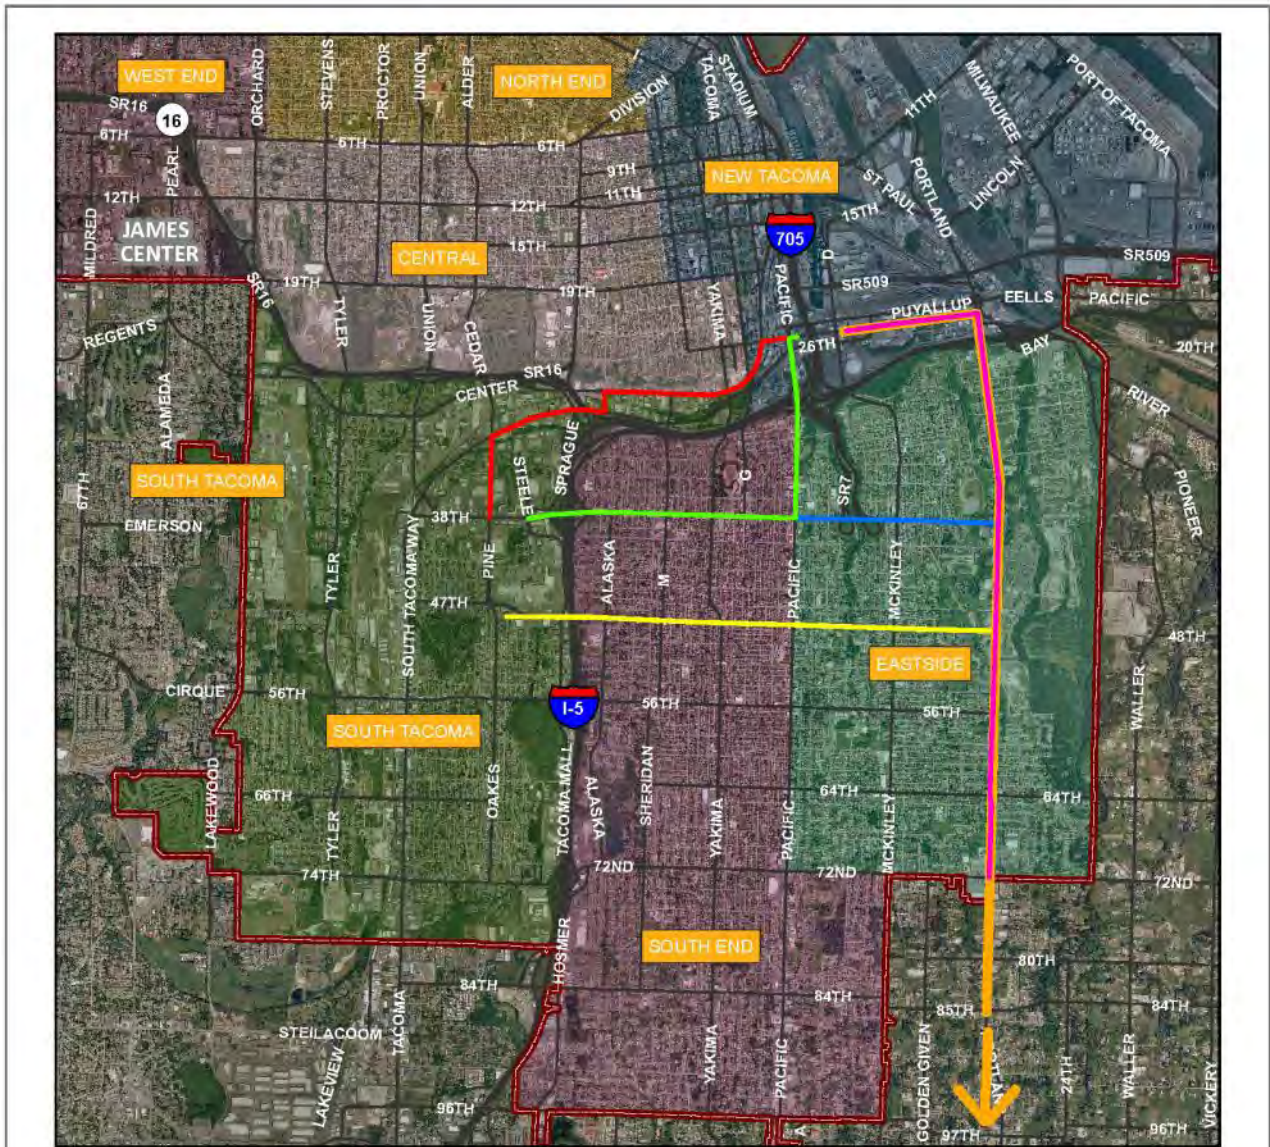 WEST END
NORTH END
ORCHARD
STEVENS
PROCTOR
UNION
ALDER
DIVISION
TACOMA
STADIUM
MILWAUKEE
PORT OF TACOMA
11TH
SR16
16
6TH
6TH
6TH
PEARL
9TH
11TH
NEW TACOMA
ST PAUL
PORTLAND
LINCOLN
12TH
12TH
MILDRED
JAMES
CENTER
15TH
15TH
705
D
CENTRAL
SR16
19TH
19TH
YAKIMA
PACIFIC
SR509
SR509
EELLS
PACIFIC
PUYALLUP
REGENTS
TYLER
UNION
CEDAR
26TH
BAY
20TH
SR16
CENTER
RIVER
ALAMEDA
SPRAGUE
STEELE
G
SR7
PIONEER
67TH
SOUTH TACOMA
EMERSON
38TH
SOUTH TACOMA WAY
PINE
TYLER
ALASKA
M
PACIFIC
MCKINLEY
47TH
48TH
EASTSIDE
CIRQUE
56TH
I-5
56TH
56TH
WALLER
SOUTH TACOMA
LAKEWOOD
66TH
OAKES
TACOMA MALL
ALASKA
SHERIDAN
YAKIMA
PACIFIC
64TH
64TH
MCKINLEY
TYLER
74TH
72ND
72ND
72ND
HOSMER
SOUTH END
80TH
84TH
84TH
85TH
84TH
STEILACOOM
LAKEVIEW
TACOMA
YAKIMA
PACIFIC
GOLDEN GIVEN
24TH
WALLER
VICKERY
96TH
A
97TH
96TH